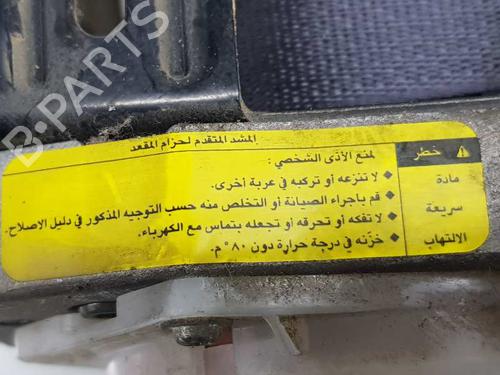 المشد المتقدم لحزام المقعد
خطر
مادة
سريعة
الالتهاب
لمنع الأذى الشخصي :
◆ لا تنزعه أو تركبه في عربة أخرى.
◆ قم بأجراء الصيانة أو التخلص منه حسب التوجيه المذكور في دليل الاصلاح.
◆ لا تفكه أو تحرقه أو تجعله بتماس مع الكهرباء.
◆ خزّنه في درجة حرارة دون ٨٠°م.
B-PARTS